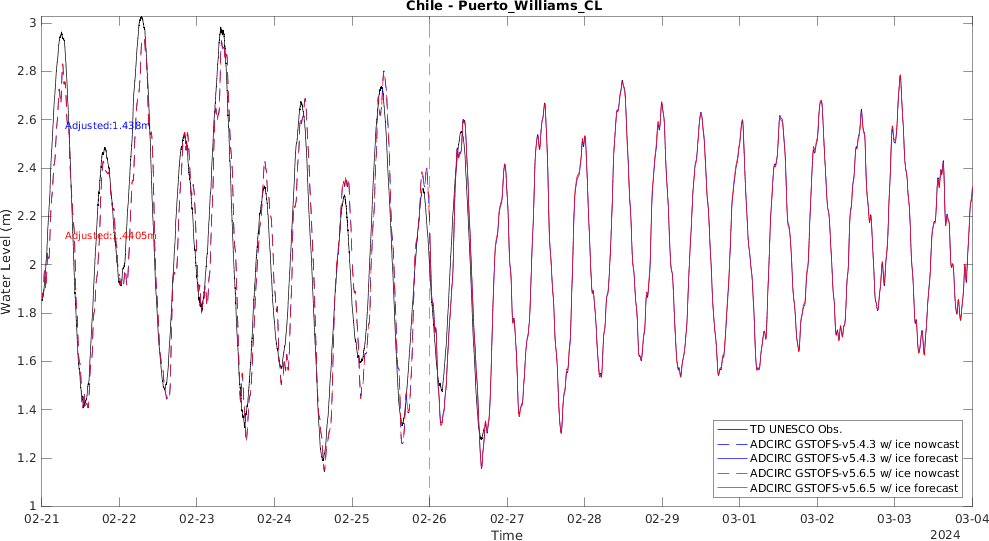 Chile - Puerto_Williams_CL
3
2.8
2.6
2.4
2.2
2
1.8
1.6
1.4
1.2
1
Water Level (m)
Adjusted:1.438m
Adjusted:1.4405m
TD UNESCO Obs.
ADCIRC GSTOFS-v5.4.3 w/ ice nowcast
ADCIRC GSTOFS-v5.4.3 w/ ice forecast
ADCIRC GSTOFS-v5.6.5 w/ ice nowcast
ADCIRC GSTOFS-v5.6.5 w/ ice forecast
02-21 02-22 02-23 02-24 02-25 02-26 02-27 02-28 02-29 03-01 03-02 03-03 03-04
Time 2024